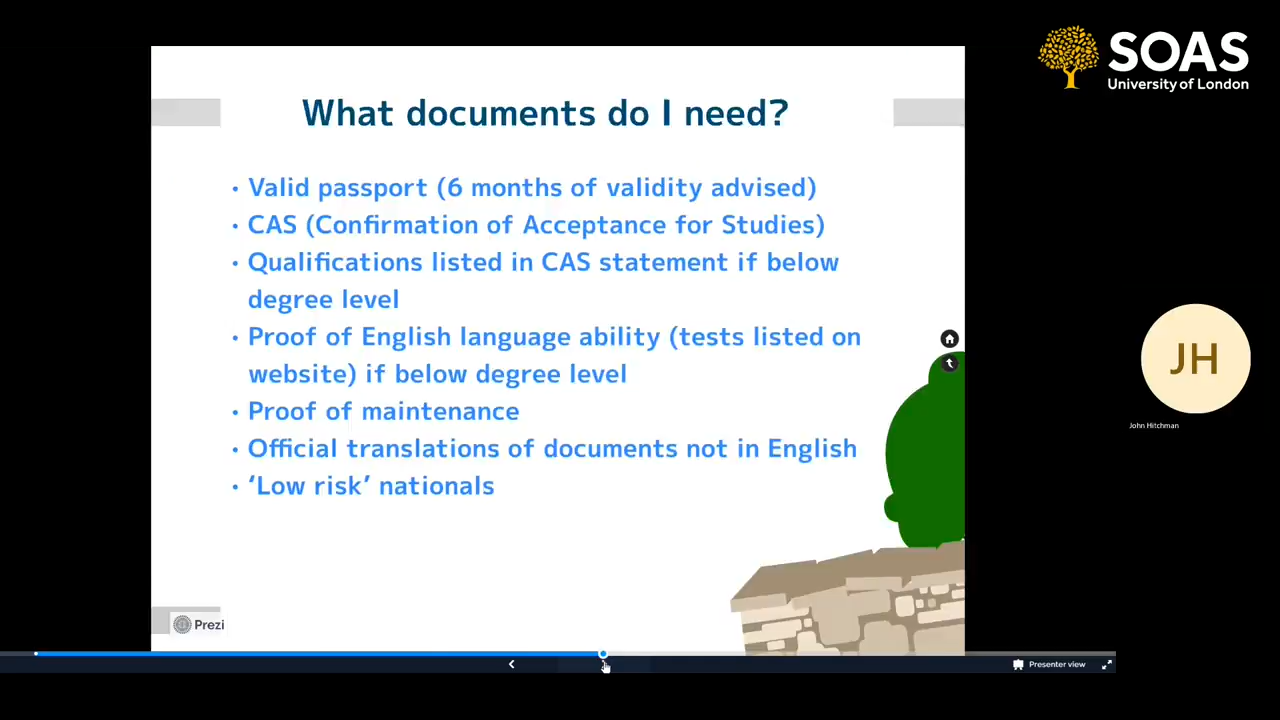 SOAS
University of London
What documents do I need?
• Valid passport (6 months of validity advised)
• CAS (Confirmation of Acceptance for Studies)
• Qualifications listed in CAS statement if below
degree level
• Proof of English language ability (tests listed on
website) if below degree level
• Proof of maintenance
• Official translations of documents not in English
• ‘Low risk’ nationals
JH
John Hitchman
Prezi
Presenter view